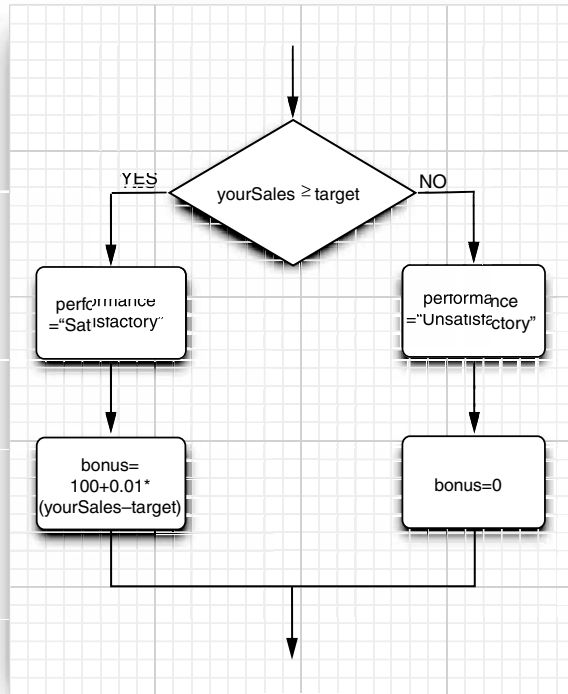 yourSales ≥ target
YES
NO
performance
="Satisfactory"
performance
="Unsatisfactory"
bonus=
100+0.01*
(yourSales–target)
bonus=0